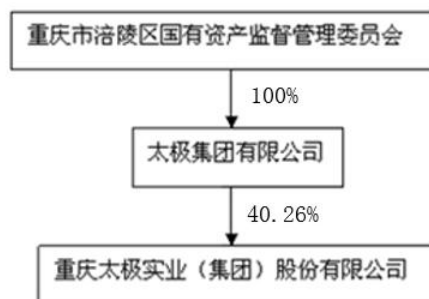 重庆市涪陵区国有资产监督管理委员会
100%
太极集团有限公司
40.26%
重庆太极实业（集团）股份有限公司